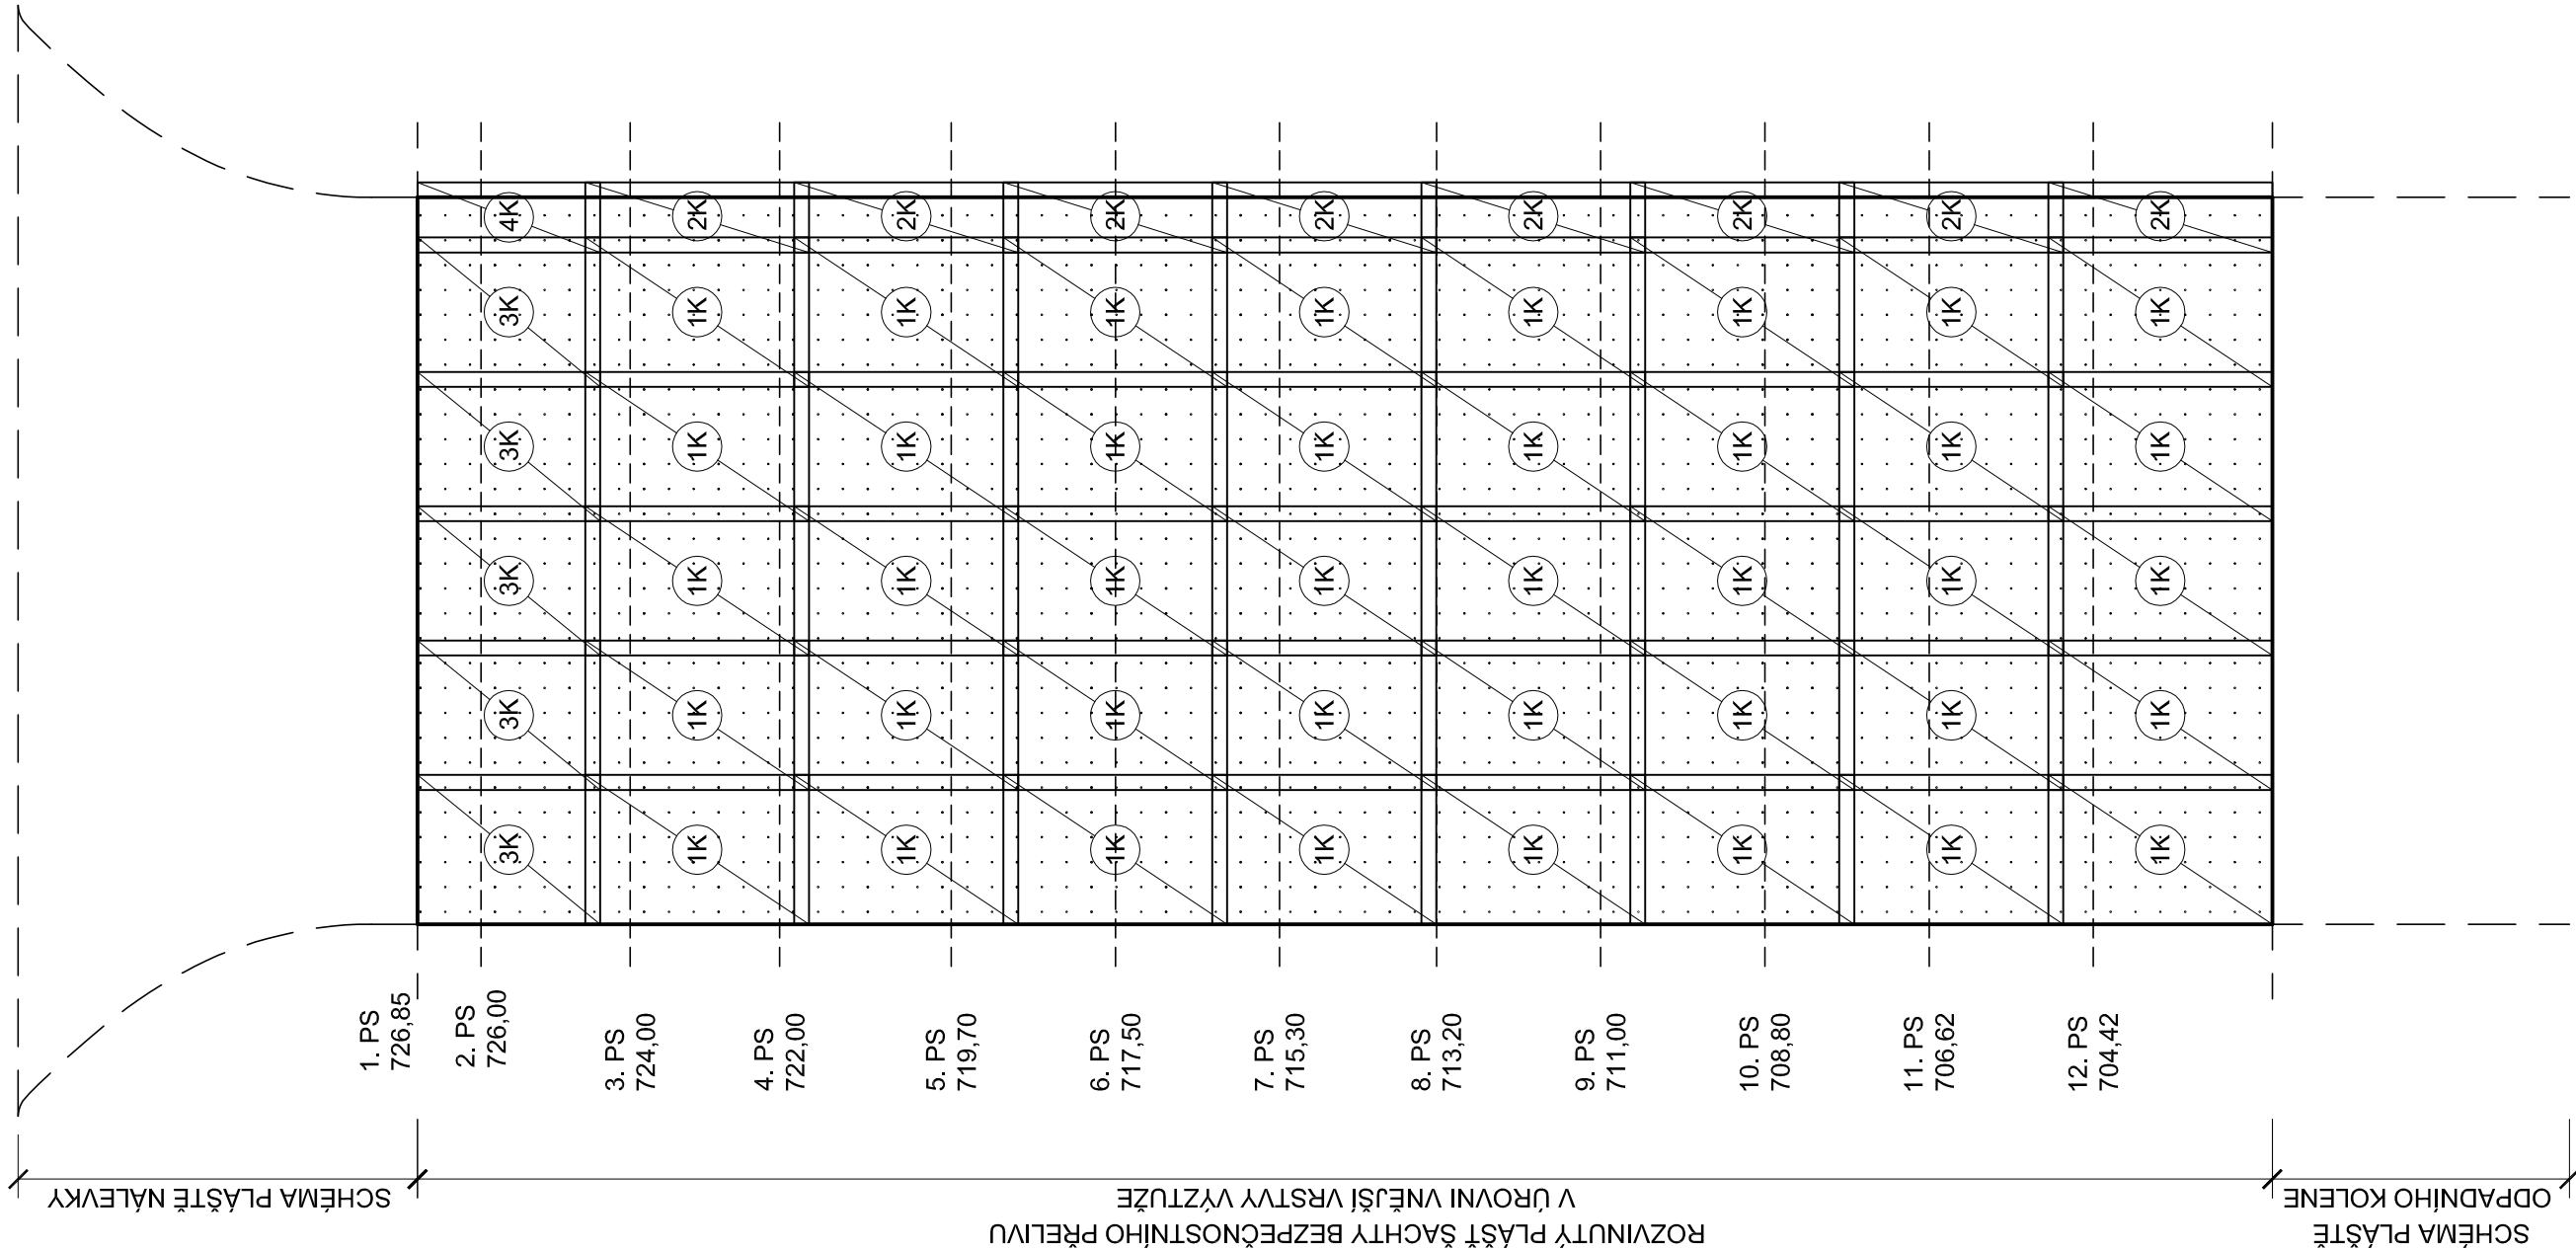 SCHÉMA PLÁŠTĚ NÁLEVKY
ROZVINUTÝ PLÁŠŤ ŠACHTY BEZPEČNOSTNÍHO PŘELIVU
V ÚROVNI VNĚJŠÍ VRSTVY VÝZTUŽE
SCHÉMA PLÁŠTĚ
ODPADNÍHO KOLENE
1. PS
726,85
2. PS
726,00
3K 3K 3K 3K 3K 4K
3. PS
724,00
1K 1K 1K 1K 1K 2K
4. PS
722,00
1K 1K 1K 1K 1K 2K
5. PS
719,70
6. PS
717,50
1K 1K 1K 1K 1K 2K
7. PS
715,30
1K 1K 1K 1K 1K 2K
8. PS
713,20
1K 1K 1K 1K 1K 2K
9. PS
711,00
1K 1K 1K 1K 1K 2K
10. PS
708,80
11. PS
706,62
1K 1K 1K 1K 1K 2K
12. PS
704,42
1K 1K 1K 1K 1K 2K